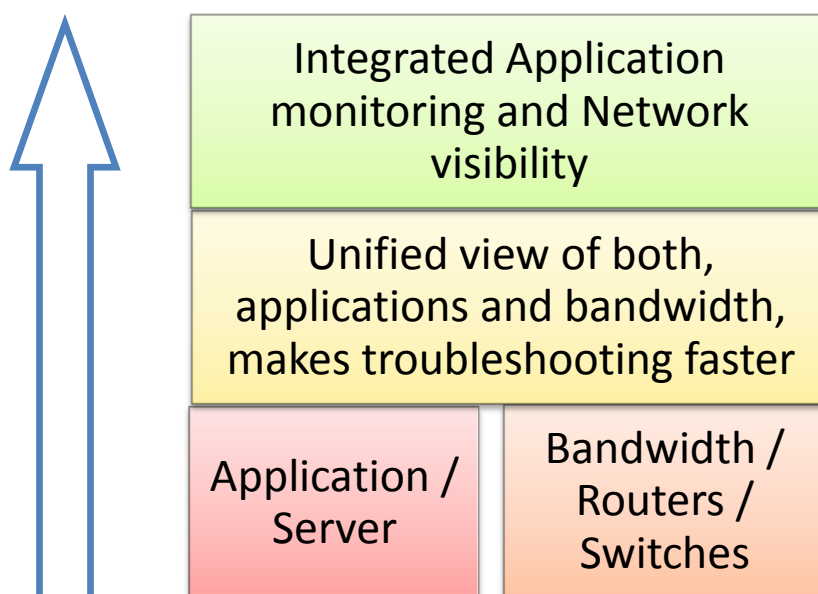 Integrated Application
monitoring and Network
visibility
Unified view of both,
applications and bandwidth,
makes troubleshooting faster
Application /
Server
Bandwidth /
Routers /
Switches